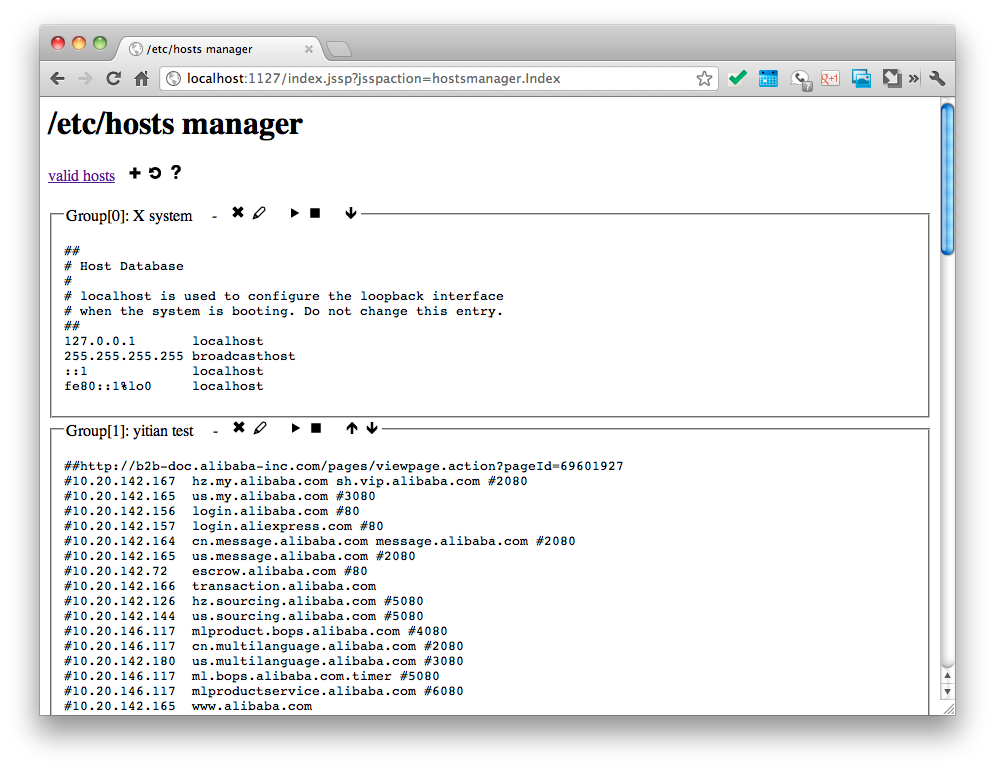 /etc/hosts manager
localhost:1127/index.jssp?jsspaction=hostsmanager.Index
/etc/hosts manager
valid hosts + ?
Group[0]: X system -
##
# Host Database
#
# localhost is used to configure the loopback interface
# when the system is booting. Do not change this entry.
##
127.0.0.1 localhost
255.255.255.255 broadcasthost
::1 localhost
fe80::1%lo0 localhost
Group[1]: yitian test -
##http://b2b-doc.alibaba-inc.com/pages/viewpage.action?pageId=69601927
#10.20.142.167 hz.my.alibaba.com sh.vip.alibaba.com #2080
#10.20.142.165 us.my.alibaba.com #3080
#10.20.142.156 login.alibaba.com #80
#10.20.142.157 login.aliexpress.com #80
#10.20.142.164 cn.message.alibaba.com message.alibaba.com #2080
#10.20.142.165 us.message.alibaba.com #2080
#10.20.142.72 escrow.alibaba.com #80
#10.20.142.166 transaction.alibaba.com
#10.20.142.126 hz.sourcing.alibaba.com #5080
#10.20.142.144 us.sourcing.alibaba.com #5080
#10.20.146.117 mlproduct.bops.alibaba.com #4080
#10.20.146.117 cn.multilanguage.alibaba.com #2080
#10.20.142.180 us.multilanguage.alibaba.com #3080
#10.20.146.117 ml.bops.alibaba.com.timer #5080
#10.20.146.117 mlproductservice.alibaba.com #6080
#10.20.142.165 www.alibaba.com